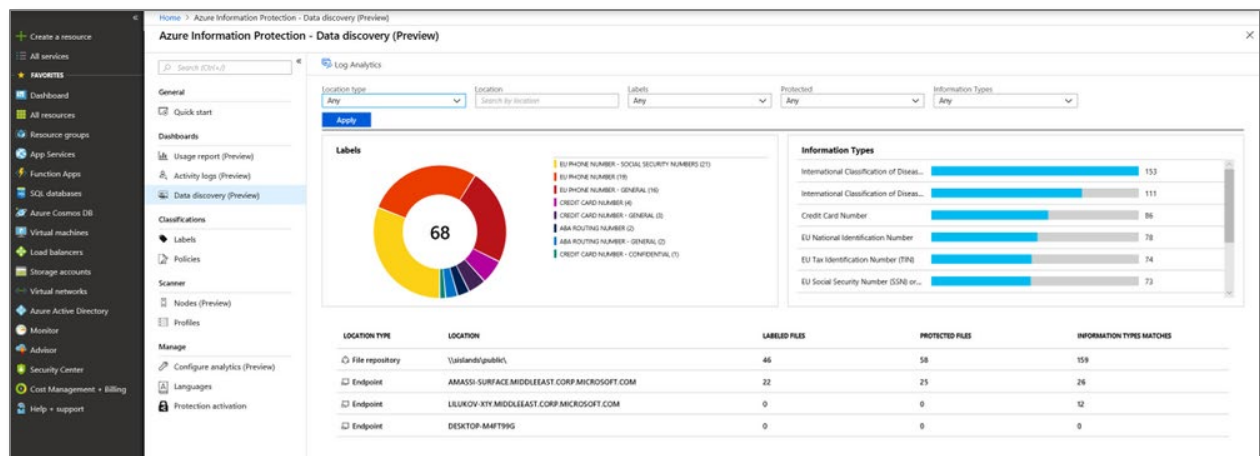 Home > Azure Information Protection - Data discovery (Preview)
Azure Information Protection - Data discovery (Preview)
Create a resource
All services
FAVORITES
Dashboard
All resources
Resource groups
App Services
Function Apps
SQL databases
Azure Cosmos DB
Virtual machines
Load balancers
Storage accounts
Virtual networks
Azure Active Directory
Monitor
Advisor
Security Center
Cost Management + Billing
Help + support
Search (Ctrl+/)
General
Quick start
Dashboards
Usage report (Preview)
Activity logs (Preview)
Data discovery (Preview)
Classifications
Labels
Policies
Scanner
Nodes (Preview)
Profiles
Manage
Configure analytics (Preview)
Languages
Protection activation
Log Analytics
Location type Location Labels Protected Information Types
Any Search by location Any Any Any
Apply
Labels
68
EU PHONE NUMBER - SOCIAL SECURITY NUMBERS (21)
EU PHONE NUMBER (19)
EU PHONE NUMBER - GENERAL (16)
CREDIT CARD NUMBER (4)
CREDIT CARD NUMBER - GENERAL (3)
ABA ROUTING NUMBER (2)
ABA ROUTING NUMBER - GENERAL (2)
CREDIT CARD NUMBER - CONFIDENTIAL (1)
Information Types
International Classification of Diseas... 153
International Classification of Diseas... 111
Credit Card Number 86
EU National Identification Number 78
EU Tax Identification Number (TIN) 74
EU Social Security Number (SSN) or... 73
LOCATION TYPE LOCATION LABELED FILES PROTECTED FILES INFORMATION TYPES MATCHES
File repository \\aislands\public\ 46 58 159
Endpoint AMASSI-SURFACE.MIDDLEEAST.CORP.MICROSOFT.COM 22 25 26
Endpoint LILUKOV-X1Y.MIDDLEEAST.CORP.MICROSOFT.COM 0 0 12
Endpoint DESKTOP-M4FT99G 0 0 0